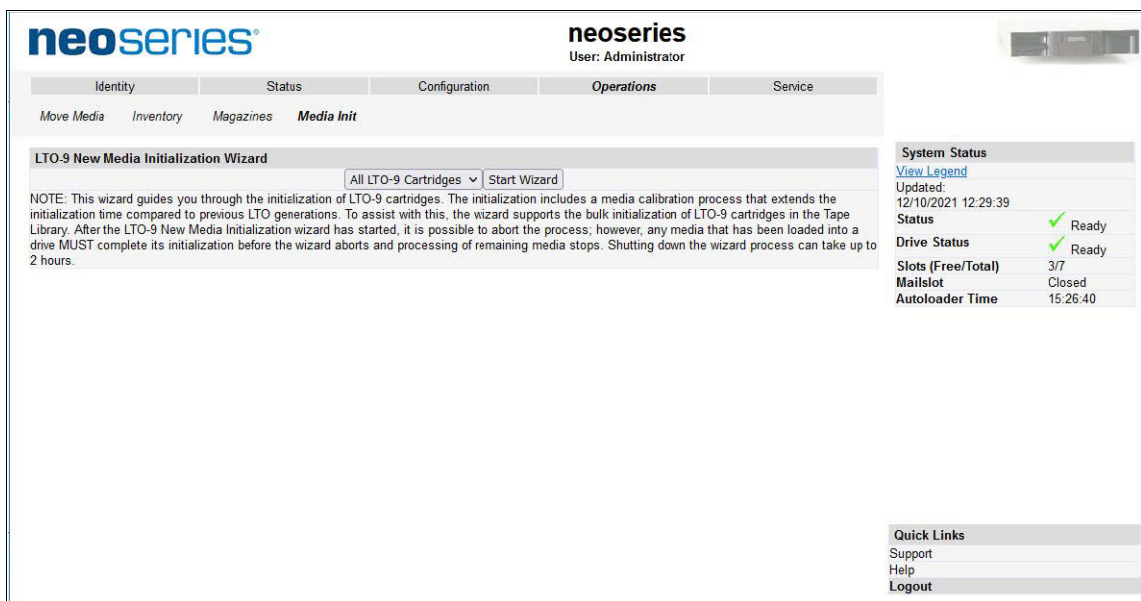 neoseries®
neoseries
User: Administrator
Identity Status Configuration Operations Service
Move Media Inventory Magazines Media Init
LTO-9 New Media Initialization Wizard
All LTO-9 Cartridges Start Wizard
NOTE: This wizard guides you through the initialization of LTO-9 cartridges. The initialization includes a media calibration process that extends the
initialization time compared to previous LTO generations. To assist with this, the wizard supports the bulk initialization of LTO-9 cartridges in the Tape
Library. After the LTO-9 New Media Initialization wizard has started, it is possible to abort the process; however, any media that has been loaded into a
drive MUST complete its initialization before the wizard aborts and processing of remaining media stops. Shutting down the wizard process can take up to
2 hours.
System Status
View Legend
Updated:
12/10/2021 12:29:39
Status Ready
Drive Status Ready
Slots (Free/Total) 3/7
Mailslot Closed
Autoloader Time 15:26:40
Quick Links
Support
Help
Logout